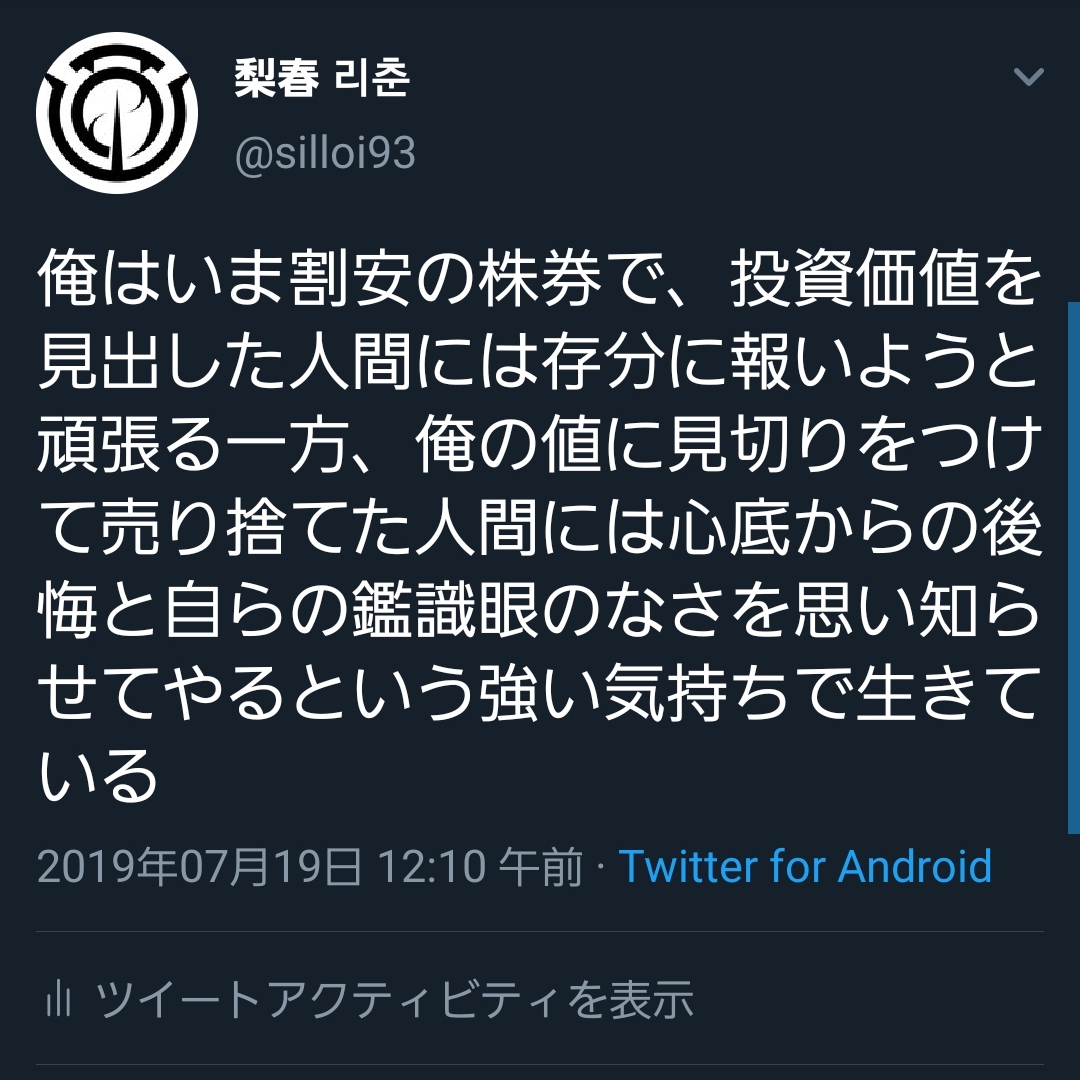 梨春 리춘
@silloi93
俺はいま割安の株券で、投資価値を
見出した人間には存分に報いようと
頑張る一方、俺の値に見切りをつけ
て売り捨てた人間には心底からの後
悔と自らの鑑識眼のなさを思い知ら
せてやるという強い気持ちで生きて
いる
2019年07月19日 12:10 午前 · Twitter for Android
ツイートアクティビティを表示